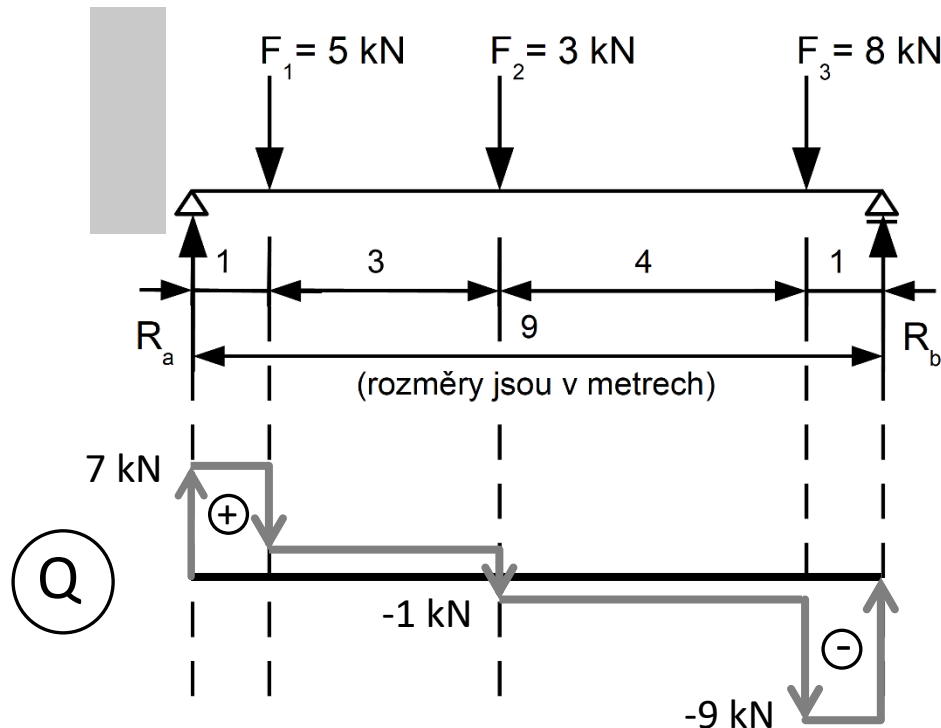 F₁= 5 kN F₂= 3 kN F₃= 8 kN
1 3 4 1
Rₐ 9 R_b
(rozměry jsou v metrech)
7 kN
+
Q
-1 kN
-
-9 kN